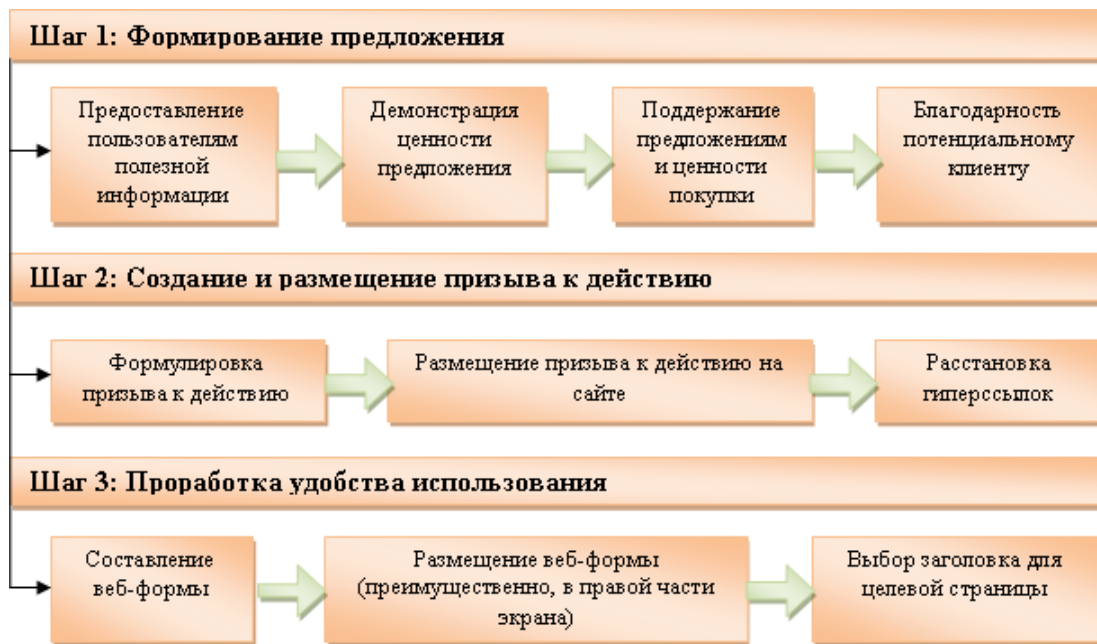 Шаг 1: Формирование предложения
Предоставление
пользователям
полезной
информации
Демонстрация
ценности
предложения
Поддержание
предложениям
и ценности
покупки
Благодарность
потенциальному
клиенту
Шаг 2: Создание и размещение призыва к действию
Формулировка
призыва к действию
Размещение призыва к действию на
сайте
Расстановка
гиперссылок
Шаг 3: Проработка удобства использования
Составление
веб-формы
Размещение веб-формы
(преимущественно, в правой части
экрана)
Выбор заголовка для
целевой страницы